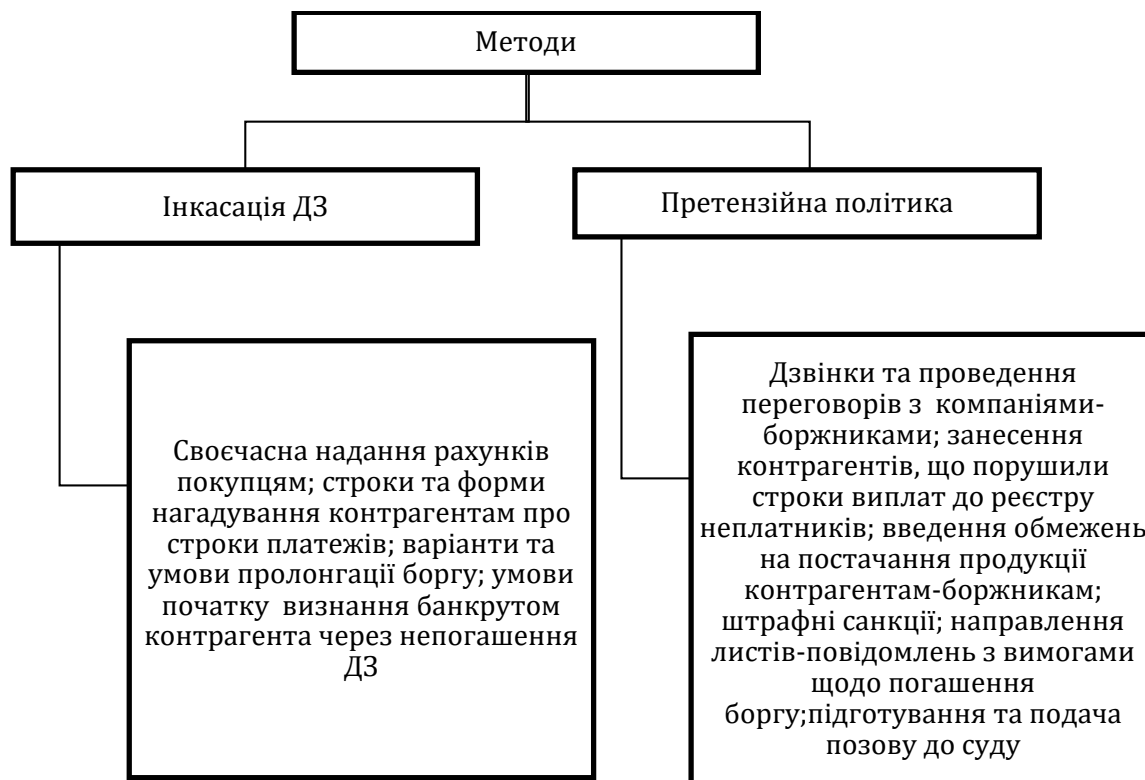 Методи
Інкасація ДЗ
Претензійна політика
Своєчасна надання рахунків
покупцям; строки та форми
нагадування контрагентам про
строки платежів; варіанти та
умови пролонгації боргу; умови
початку визнання банкрутом
контрагента через непогашення
ДЗ
Дзвінки та проведення
переговорів з компаніями-
боржниками; занесення
контрагентів, що порушили
строки виплат до реєстру
неплатників; введення обмежень
на постачання продукції
контрагентам-боржникам;
штрафні санкції; направлення
листів-повідомлень з вимогами
щодо погашення
боргу;підготування та подача
позову до суду